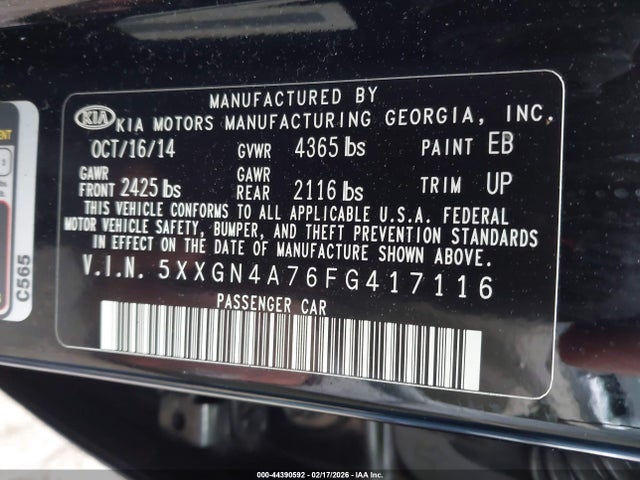 MANUFACTURED BY
KIA KIA MOTORS MANUFACTURING GEORGIA, INC.
OCT/16/14 GVWR 4365 lbs PAINT EB
GAWR FRONT 2425 lbs GAWR REAR 2116 lbs TRIM UP
THIS VEHICLE CONFORMS TO ALL APPLICABLE U.S.A. FEDERAL
MOTOR VEHICLE SAFETY, BUMPER, AND THEFT PREVENTION STANDARDS
IN EFFECT ON THE DATE OF MANUFACTURE SHOWN ABOVE.
V.I.N. 5XXGN4A76FG417116
PASSENGER CAR
C565
000-44390592 - 02/17/2026 - IAA Inc.